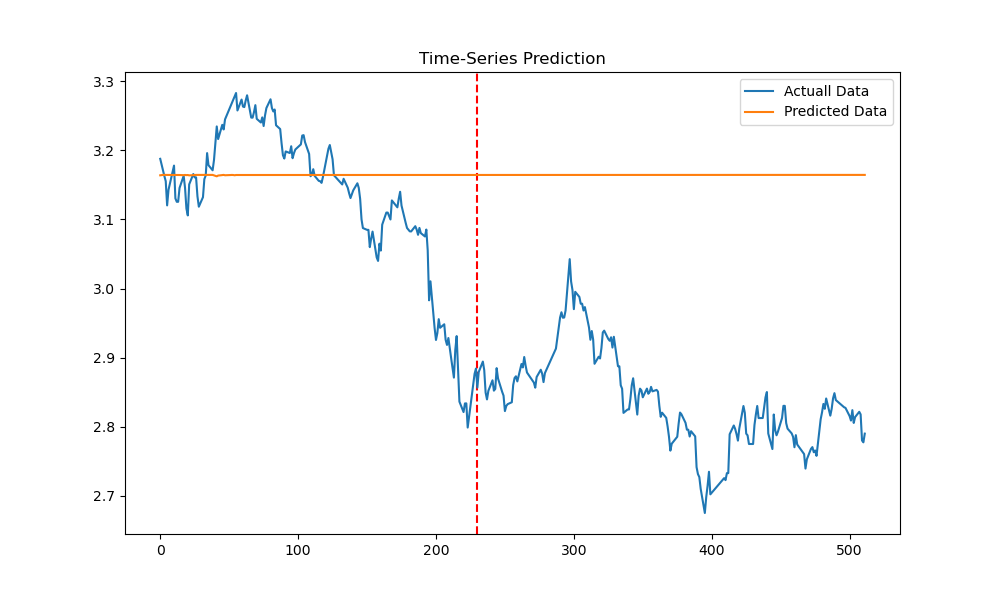 Time-Series Prediction
3.3
3.2
3.1
3.0
2.9
2.8
2.7
0 100 200 300 400 500
Actuall Data
Predicted Data